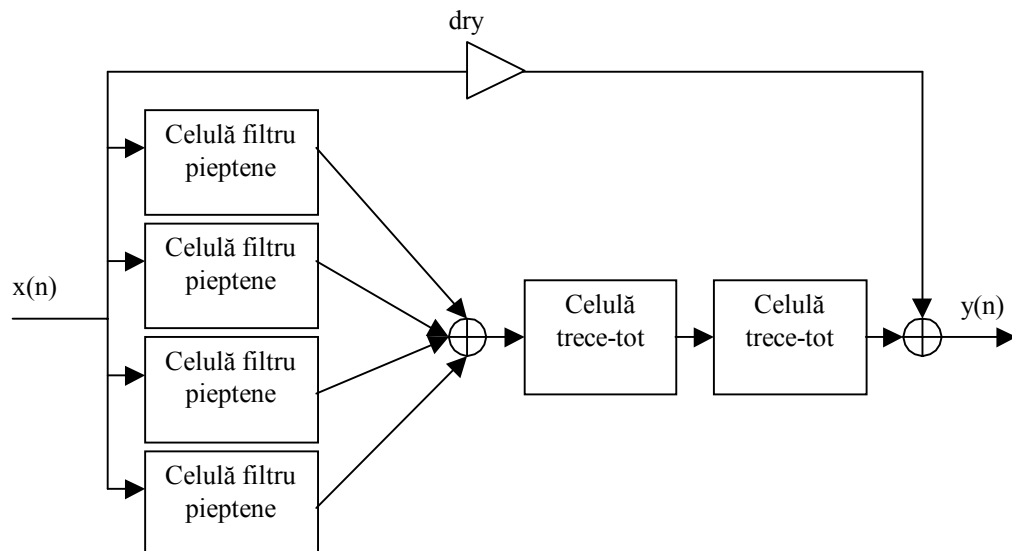 dry
Celulă filtru
pieptene
Celulă filtru
pieptene
x(n)
Celulă
trece-tot
Celulă
trece-tot
y(n)
Celulă filtru
pieptene
Celulă filtru
pieptene